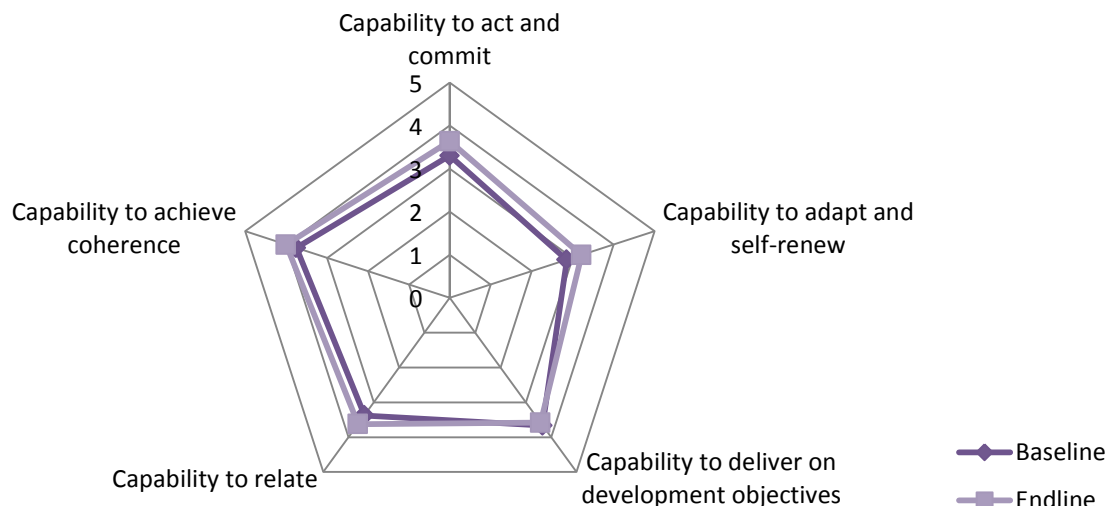 Capability to act and
commit
5
4
3
2
1
0
Capability to achieve
coherence
Capability to adapt and
self-renew
Capability to relate
Capability to deliver on
development objectives
Baseline
Endline